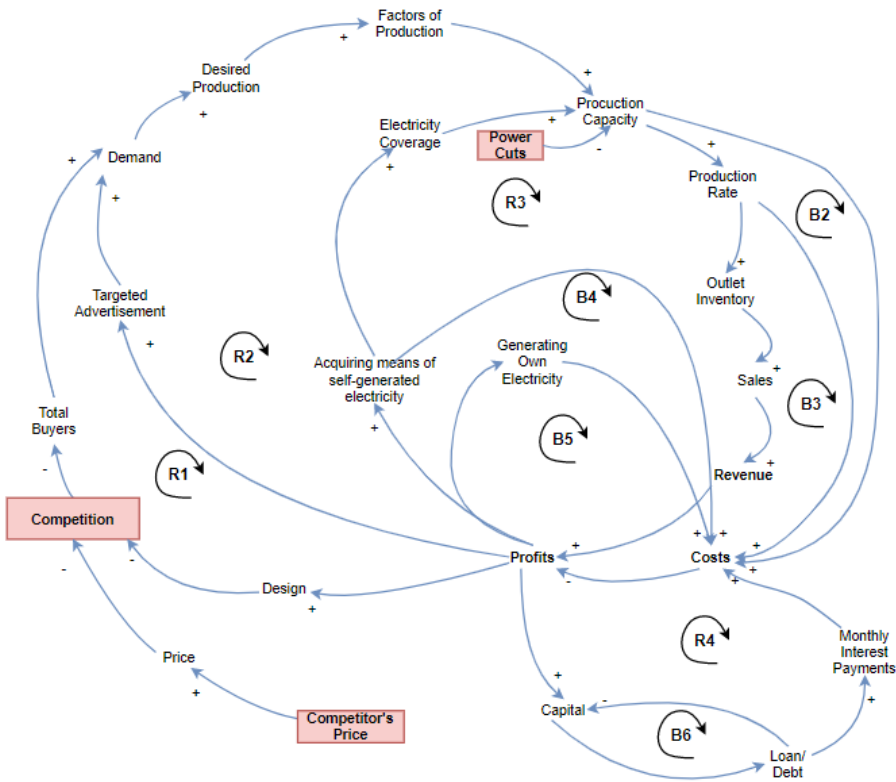 Factors of
Production
+
+
Desired
Production
+
+
Procuction
Capacity
Electricity
Coverage
+
Power
Cuts
-
+
Demand
+
+
+
Production
Rate
R3
B2
+
Outlet
Inventory
Targeted
Advertisement
+
B4
R2
Generating
Own
Electricity
Acquiring means of
self-generated
electricity
+
+
Sales
B3
Total
Buyers
-
B5
R1
+
Revenue
Competition
-
-
Profits
+
-
+
+
+
+
+
Costs
Design
+
Price
+
Competitor's
Price
R4
Monthly
Interest
Payments
+
+
Capital
-
B6
Loan/
Debt